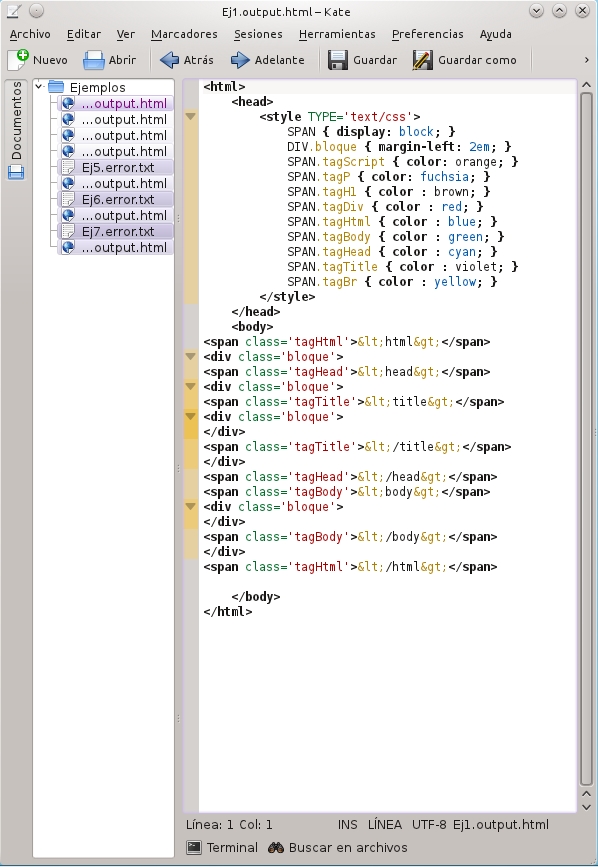 Ej1.output.html – Kate
Archivo Editar Ver Marcadores Sesiones Herramientas Preferencias Ayuda
Nuevo Abrir Atrás Adelante Guardar Guardar como
Documentos
Ejemplos
...output.html
...output.html
...output.html
...output.html
Ej5.error.txt
...output.html
Ej6.error.txt
...output.html
Ej7.error.txt
...output.html
<html>
    <head>
        <style TYPE='text/css'>
            SPAN { display: block; }
            DIV.bloque { margin-left: 2em; }
            SPAN.tagScript { color: orange; }
            SPAN.tagP { color: fuchsia; }
            SPAN.tagH1 { color : brown; }
            SPAN.tagDiv { color : red; }
            SPAN.tagHtml { color : blue; }
            SPAN.tagBody { color : green; }
            SPAN.tagHead { color : cyan; }
            SPAN.tagTitle { color : violet; }
            SPAN.tagBr { color : yellow; }
        </style>
    </head>
    <body>
<span class='tagHtml'>&lt;html&gt;</span>
<div class='bloque'>
<span class='tagHead'>&lt;head&gt;</span>
<div class='bloque'>
<span class='tagTitle'>&lt;title&gt;</span>
<div class='bloque'>
</div>
<span class='tagTitle'>&lt;/title&gt;</span>
</div>
<span class='tagHead'>&lt;/head&gt;</span>
<span class='tagBody'>&lt;body&gt;</span>
<div class='bloque'>
</div>
<span class='tagBody'>&lt;/body&gt;</span>
</div>
<span class='tagHtml'>&lt;/html&gt;</span>

    </body>
</html>
Línea: 1 Col: 1 INS LÍNEA UTF-8 Ej1.output.html
Terminal Buscar en archivos